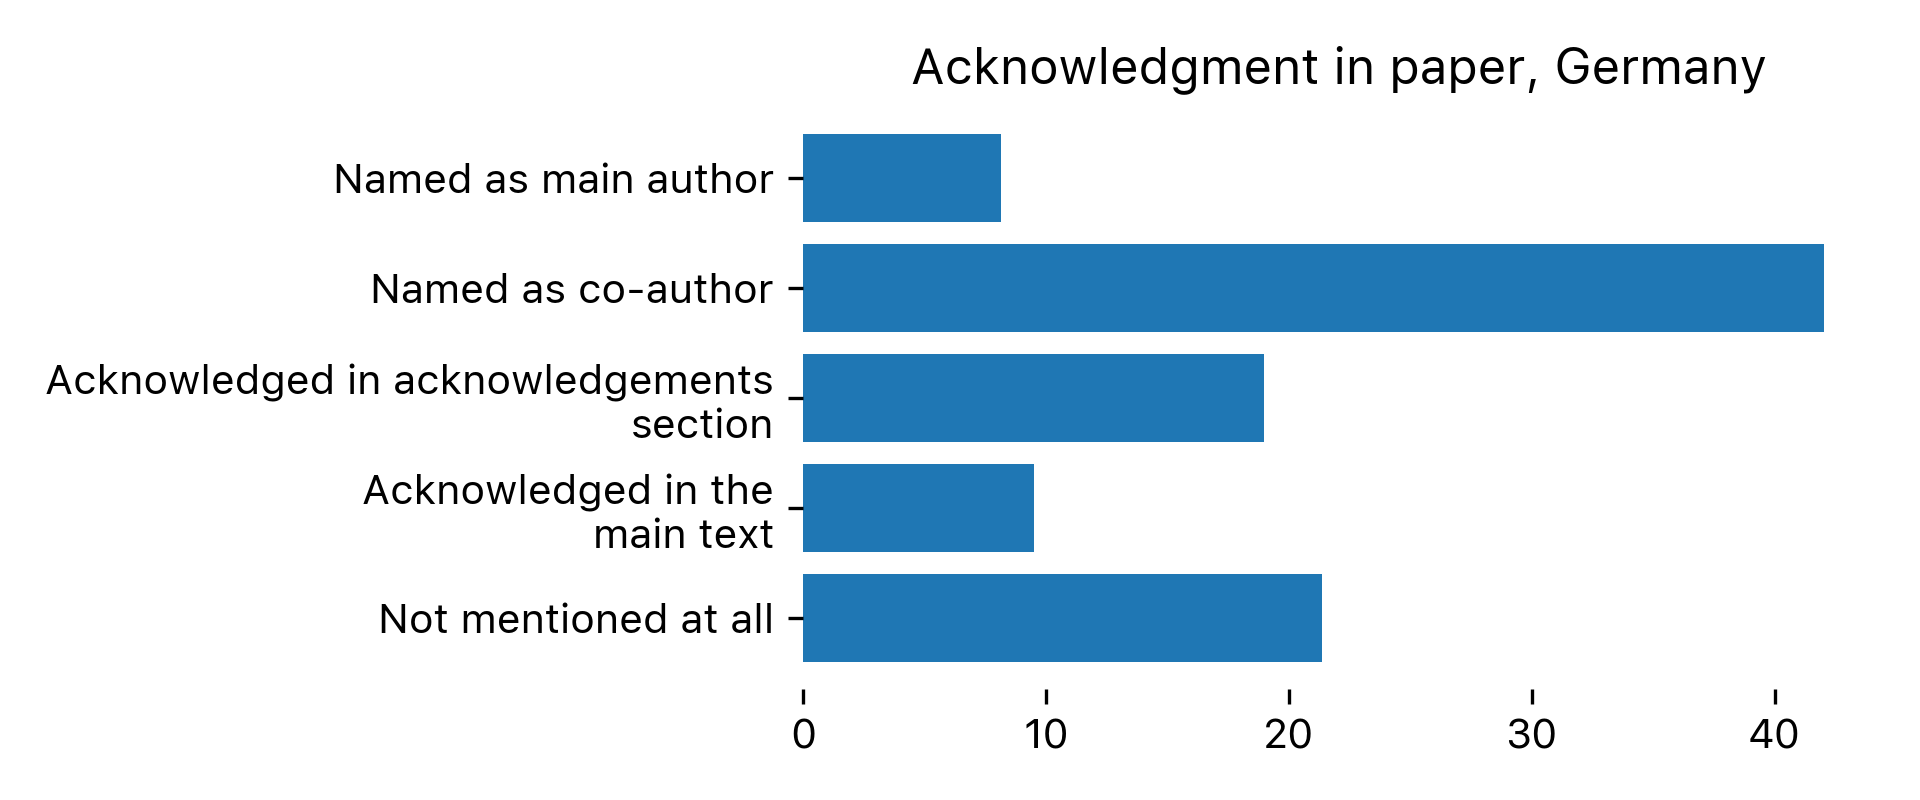 Acknowledgment in paper, Germany
Named as main author
Named as co-author
Acknowledged in acknowledgements
section
Acknowledged in the
main text
Not mentioned at all
0 10 20 30 40